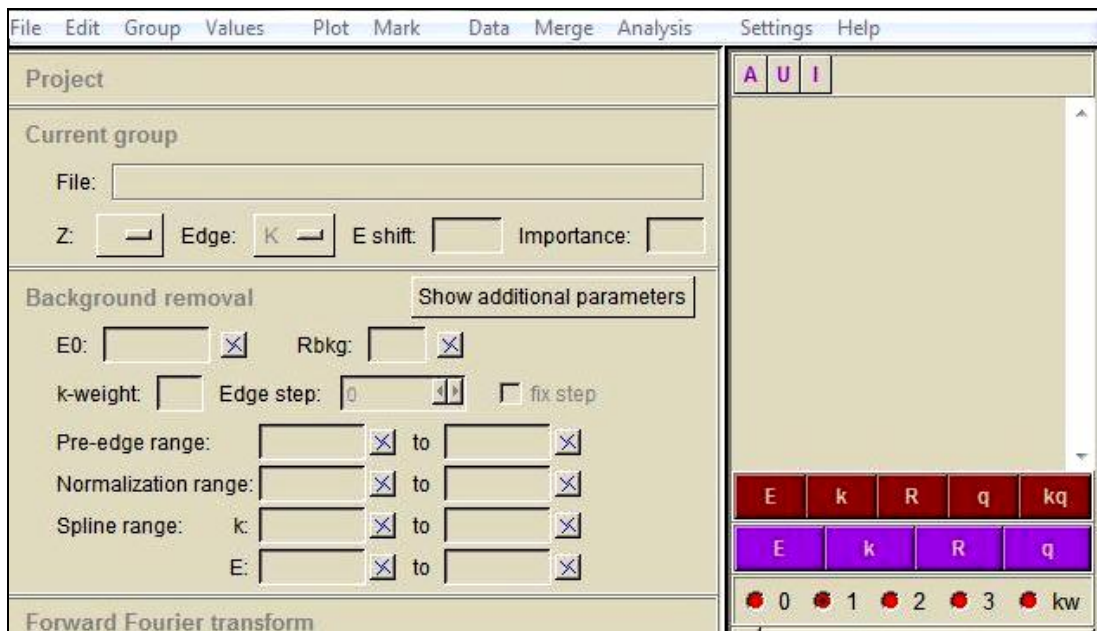 File Edit Group Values Plot Mark Data Merge Analysis Settings Help
Project
A U I
Current group
File:
Z: Edge: K E shift: Importance:
Background removal Show additional parameters
E0: Rbkg:
k-weight: Edge step: 0 fix step
Pre-edge range: to
Normalization range: to
Spline range: k: to
E: to
E k R q kq
E k R q
0 1 2 3 kw
Forward Fourier transform